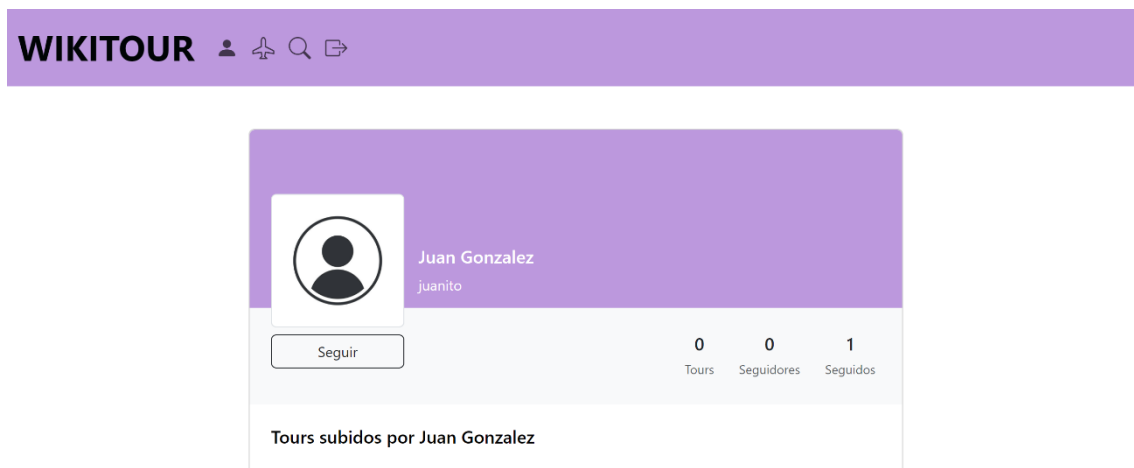 WIKITOUR
Juan Gonzalez
juanito
Seguir
0 0 1
Tours Seguidores Seguidos
Tours subidos por Juan Gonzalez